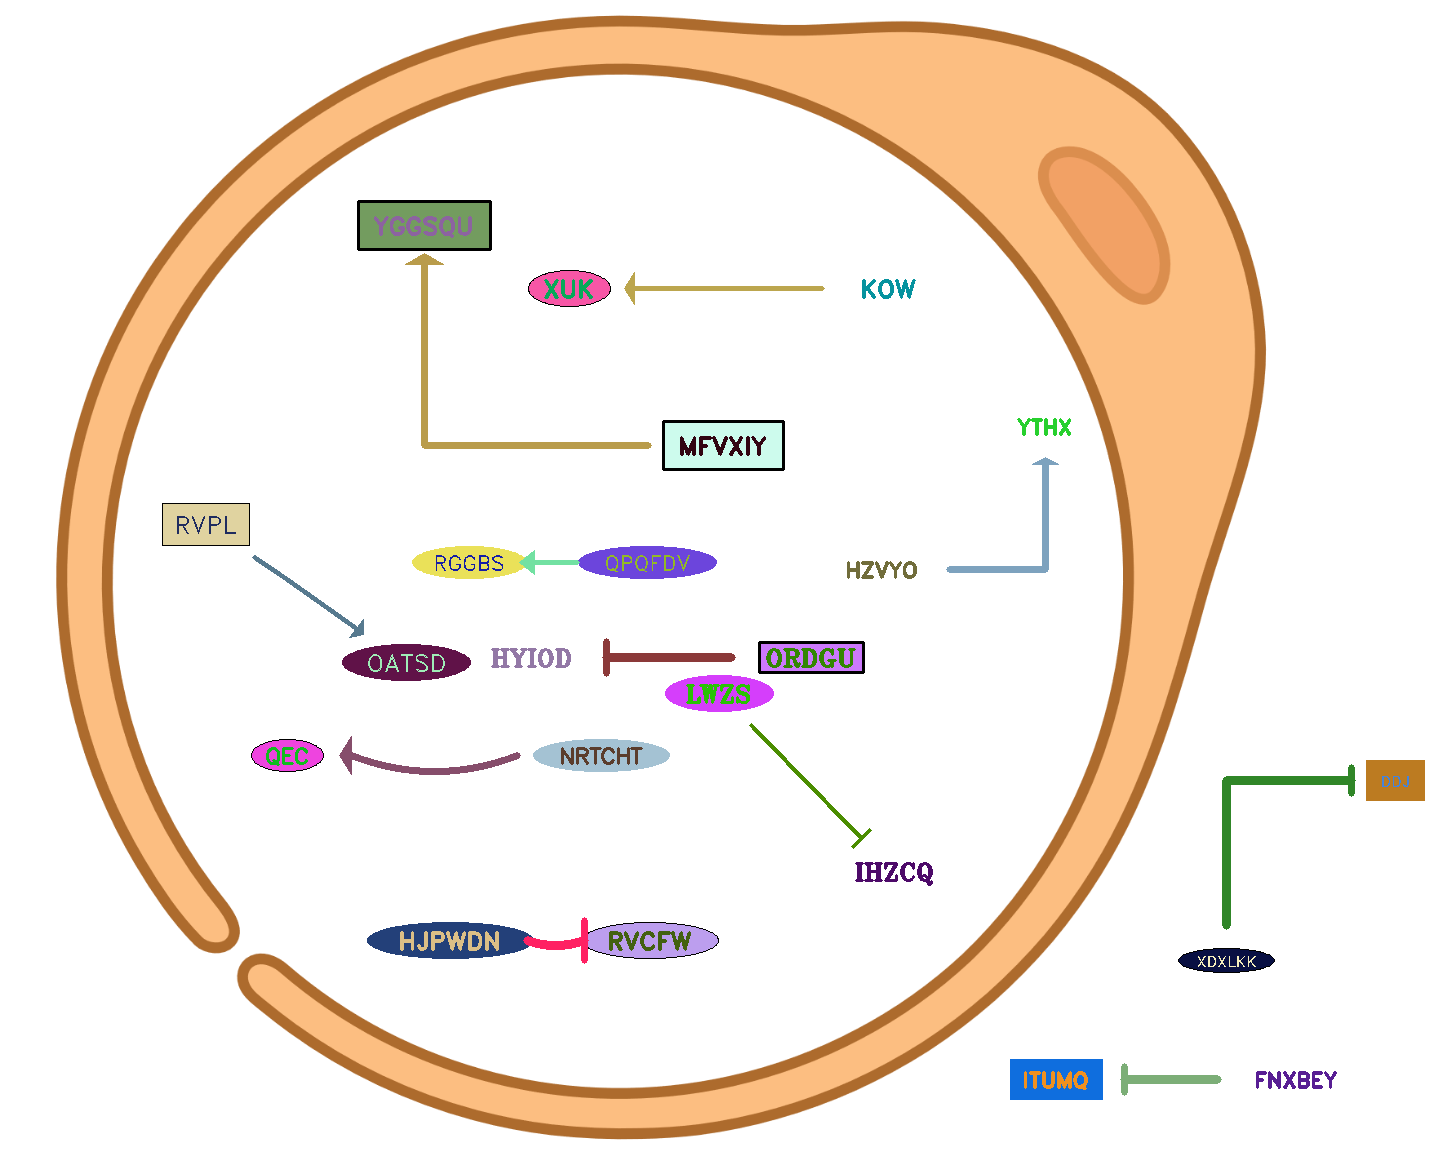 YGGSQU
XUK
KOW
YTHX
MFVXIY
RVPL
RGGBS
QPQFDV
HZVYO
OATSD
HYIOD
ORDGU
LWZS
QEC
NRTCHT
IHZCQ
HJPWDN
RVCFW
XDXLKK
ITUMQ
FNXBEY